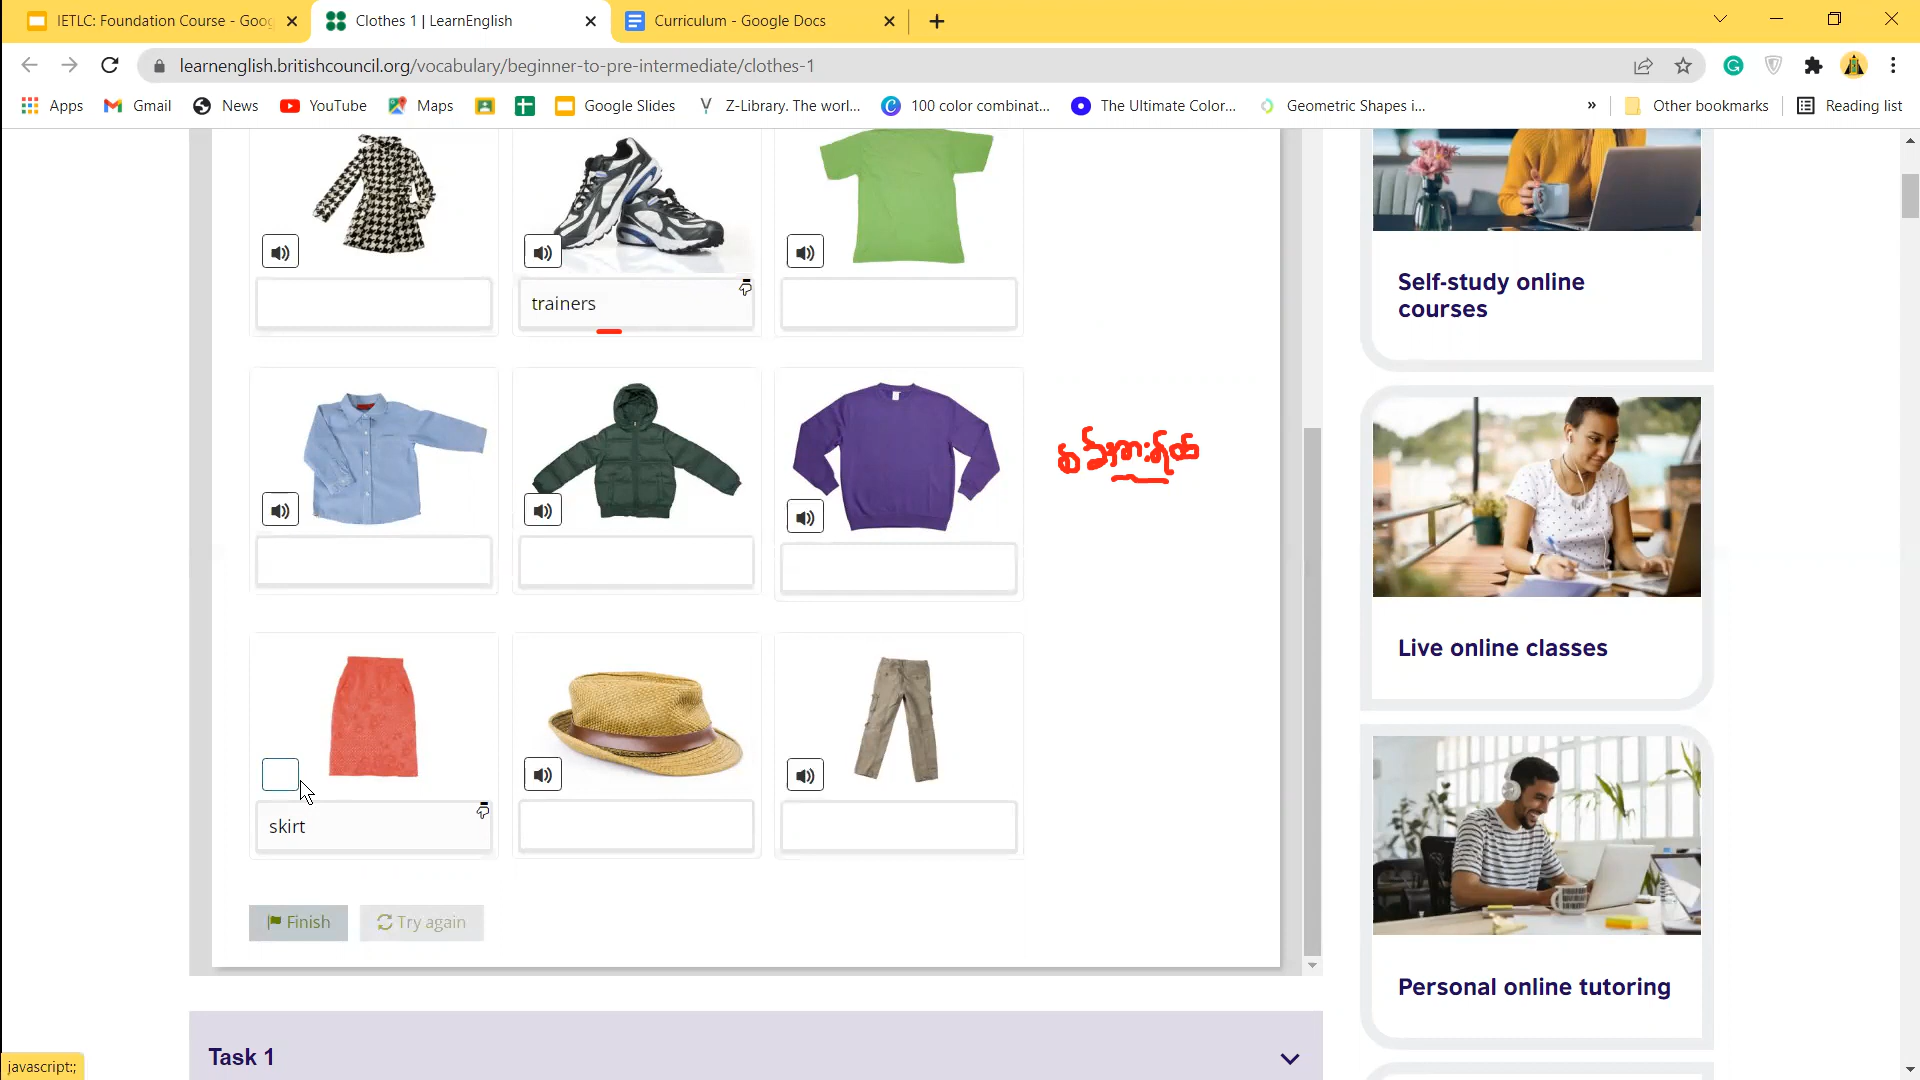 IETLC: Foundation Course - Goog
Clothes 1 | LearnEnglish
Curriculum - Google Docs
learnenglish.britishcouncil.org/vocabulary/beginner-to-pre-intermediate/clothes-1
Apps
Gmail
News
YouTube
Maps
Google Slides
Z-Library. The worl...
100 color combinat...
The Ultimate Color...
Geometric Shapes i...
»
Other bookmarks
Reading list
trainers
skirt
Finish
Try again
Task 1
Self-study online
courses
Live online classes
Personal online tutoring
javascript:;